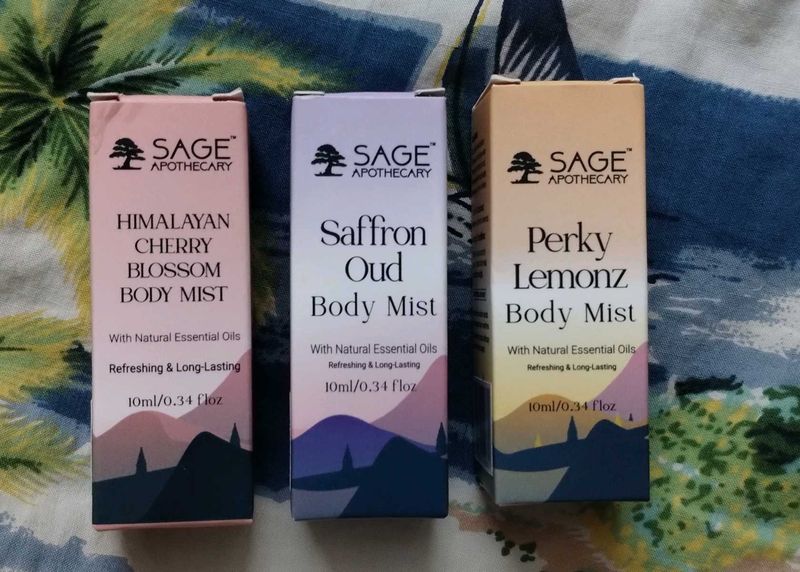 SAGE™
APOTHECARY
HIMALAYAN
CHERRY
BLOSSOM
BODY MIST
With Natural Essential Oils
Refreshing & Long-Lasting
10ml/0.34 floz
SAGE™
APOTHECARY
Saffron
Oud
Body Mist
With Natural Essential Oils
Refreshing & Long-Lasting
10ml/0.34 floz
SAGE™
APOTHECARY
Perky
Lemonz
Body Mist
With Natural Essential Oils
Refreshing & Long-Lasting
10ml/0.34 floz